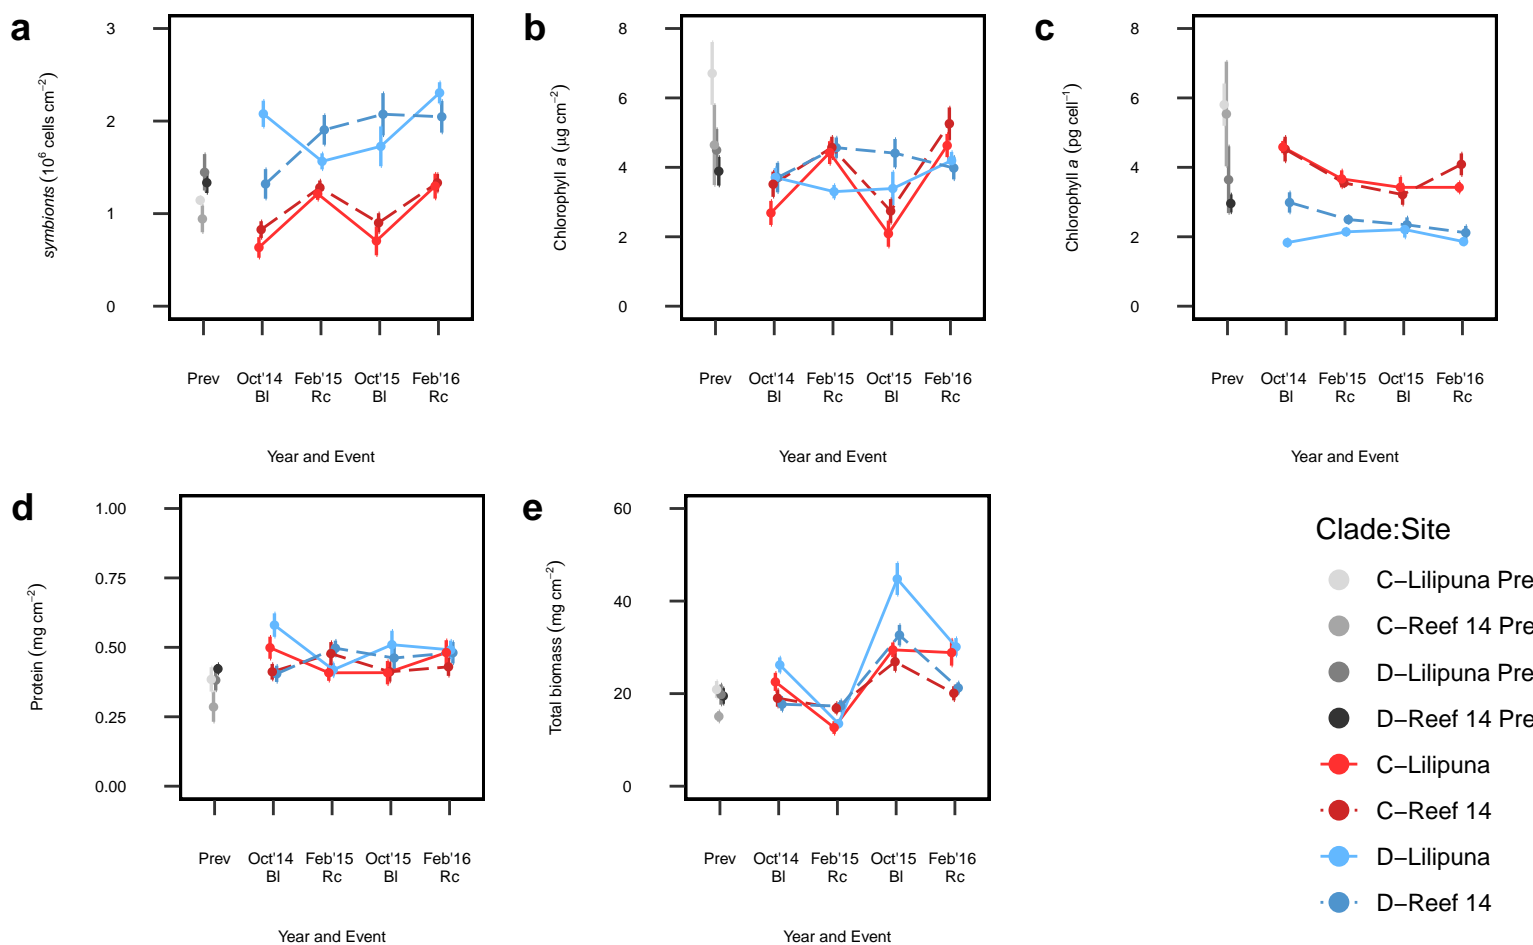 a
symbionts (10⁶ cells cm⁻²)
3
2
1
0
Prev Oct'14 Feb'15 Oct'15 Feb'16
Bl Rc Bl Rc
Year and Event
b
Chlorophyll a (µg cm⁻²)
8
6
4
2
0
Prev Oct'14 Feb'15 Oct'15 Feb'16
Bl Rc Bl Rc
Year and Event
c
Chlorophyll a (pg cell⁻¹)
8
6
4
2
0
Prev Oct'14 Feb'15 Oct'15 Feb'16
Bl Rc Bl Rc
Year and Event
d
Protein (mg cm⁻²)
1.00
0.75
0.50
0.25
0.00
Prev Oct'14 Feb'15 Oct'15 Feb'16
Bl Rc Bl Rc
Year and Event
e
Total biomass (mg cm⁻²)
60
40
20
0
Prev Oct'14 Feb'15 Oct'15 Feb'16
Bl Rc Bl Rc
Year and Event
Clade:Site
C−Lilipuna Pre
C−Reef 14 Pre
D−Lilipuna Pre
D−Reef 14 Pre
C−Lilipuna
C−Reef 14
D−Lilipuna
D−Reef 14